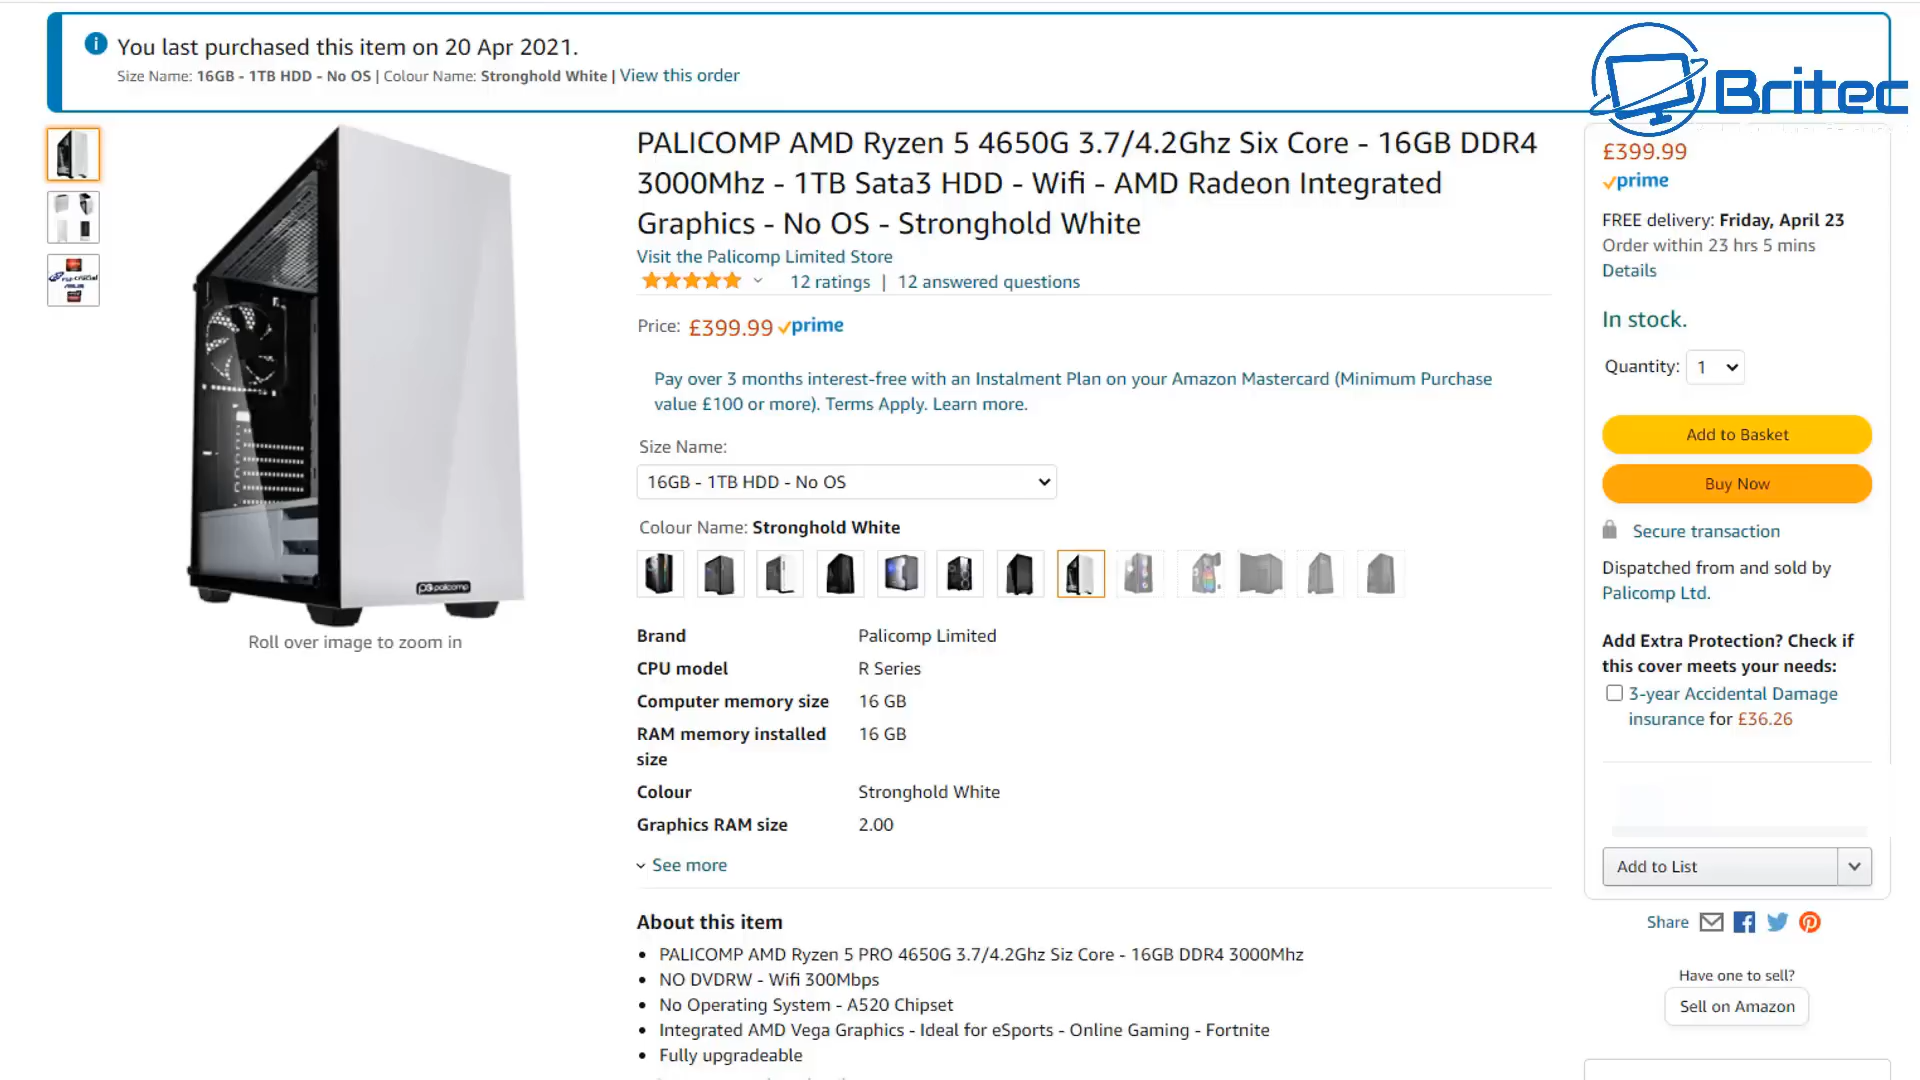 You last purchased this item on 20 Apr 2021.
Size Name: 16GB - 1TB HDD - No OS | Colour Name: Stronghold White | View this order
Britec
PALICOMP AMD Ryzen 5 4650G 3.7/4.2Ghz Six Core - 16GB DDR4
3000Mhz - 1TB Sata3 HDD - Wifi - AMD Radeon Integrated
Graphics - No OS - Stronghold White
Visit the Palicomp Limited Store
12 ratings | 12 answered questions
Price: £399.99 prime
Pay over 3 months interest-free with an Instalment Plan on your Amazon Mastercard (Minimum Purchase
value £100 or more). Terms Apply. Learn more.
Size Name:
16GB - 1TB HDD - No OS
Colour Name: Stronghold White
palicomp
Roll over image to zoom in
Brand Palicomp Limited
CPU model R Series
Computer memory size 16 GB
RAM memory installed size 16 GB
Colour Stronghold White
Graphics RAM size 2.00
See more
About this item
PALICOMP AMD Ryzen 5 PRO 4650G 3.7/4.2Ghz Siz Core - 16GB DDR4 3000Mhz
NO DVDRW - Wifi 300Mbps
No Operating System - A520 Chipset
Integrated AMD Vega Graphics - Ideal for eSports - Online Gaming - Fortnite
Fully upgradeable
£399.99
prime
FREE delivery: Friday, April 23
Order within 23 hrs 5 mins
Details
In stock.
Quantity: 1
Add to Basket
Buy Now
Secure transaction
Dispatched from and sold by
Palicomp Ltd.
Add Extra Protection? Check if
this cover meets your needs:
3-year Accidental Damage
insurance for £36.26
Add to List
Share
Have one to sell?
Sell on Amazon